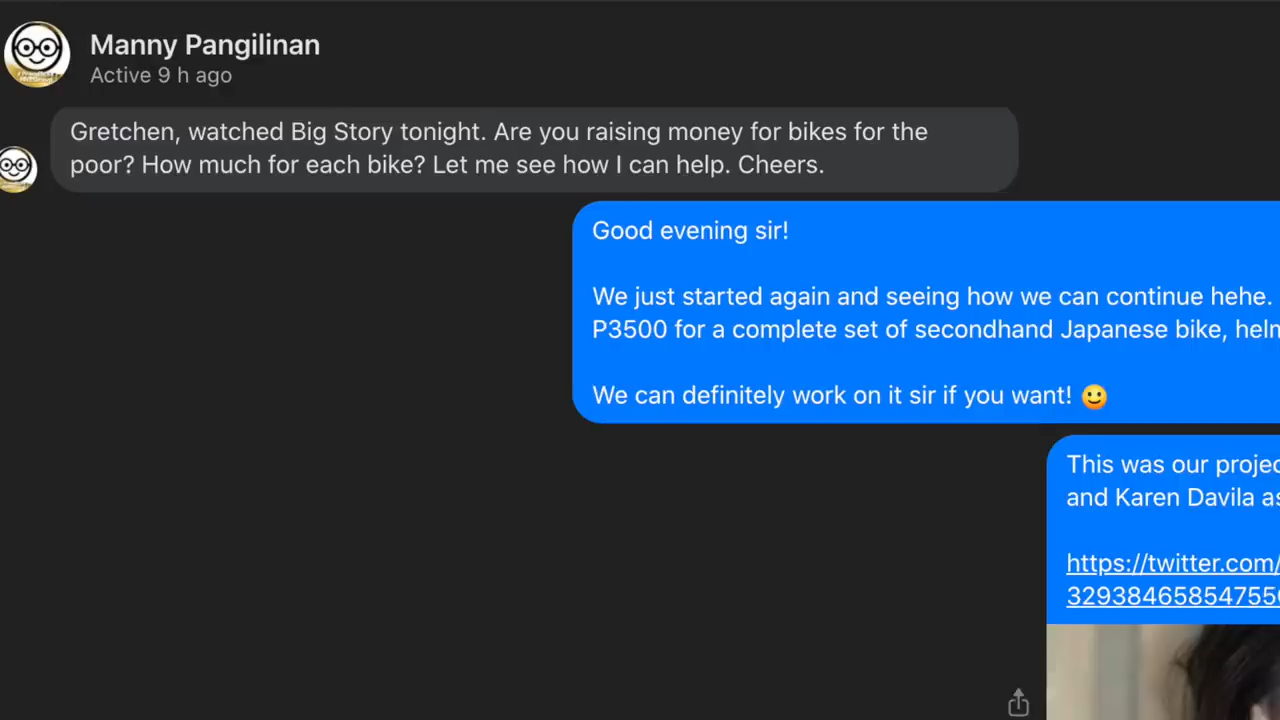 Manny Pangilinan
Active 9 h ago
Gretchen, watched Big Story tonight. Are you raising money for bikes for the
poor? How much for each bike? Let me see how I can help. Cheers.
Good evening sir!
We just started again and seeing how we can continue hehe.
P3500 for a complete set of secondhand Japanese bike,
We can definitely work on it sir if you want! 🙂
This was our
and Karen Davila
https://twitter.com/
32938465854755